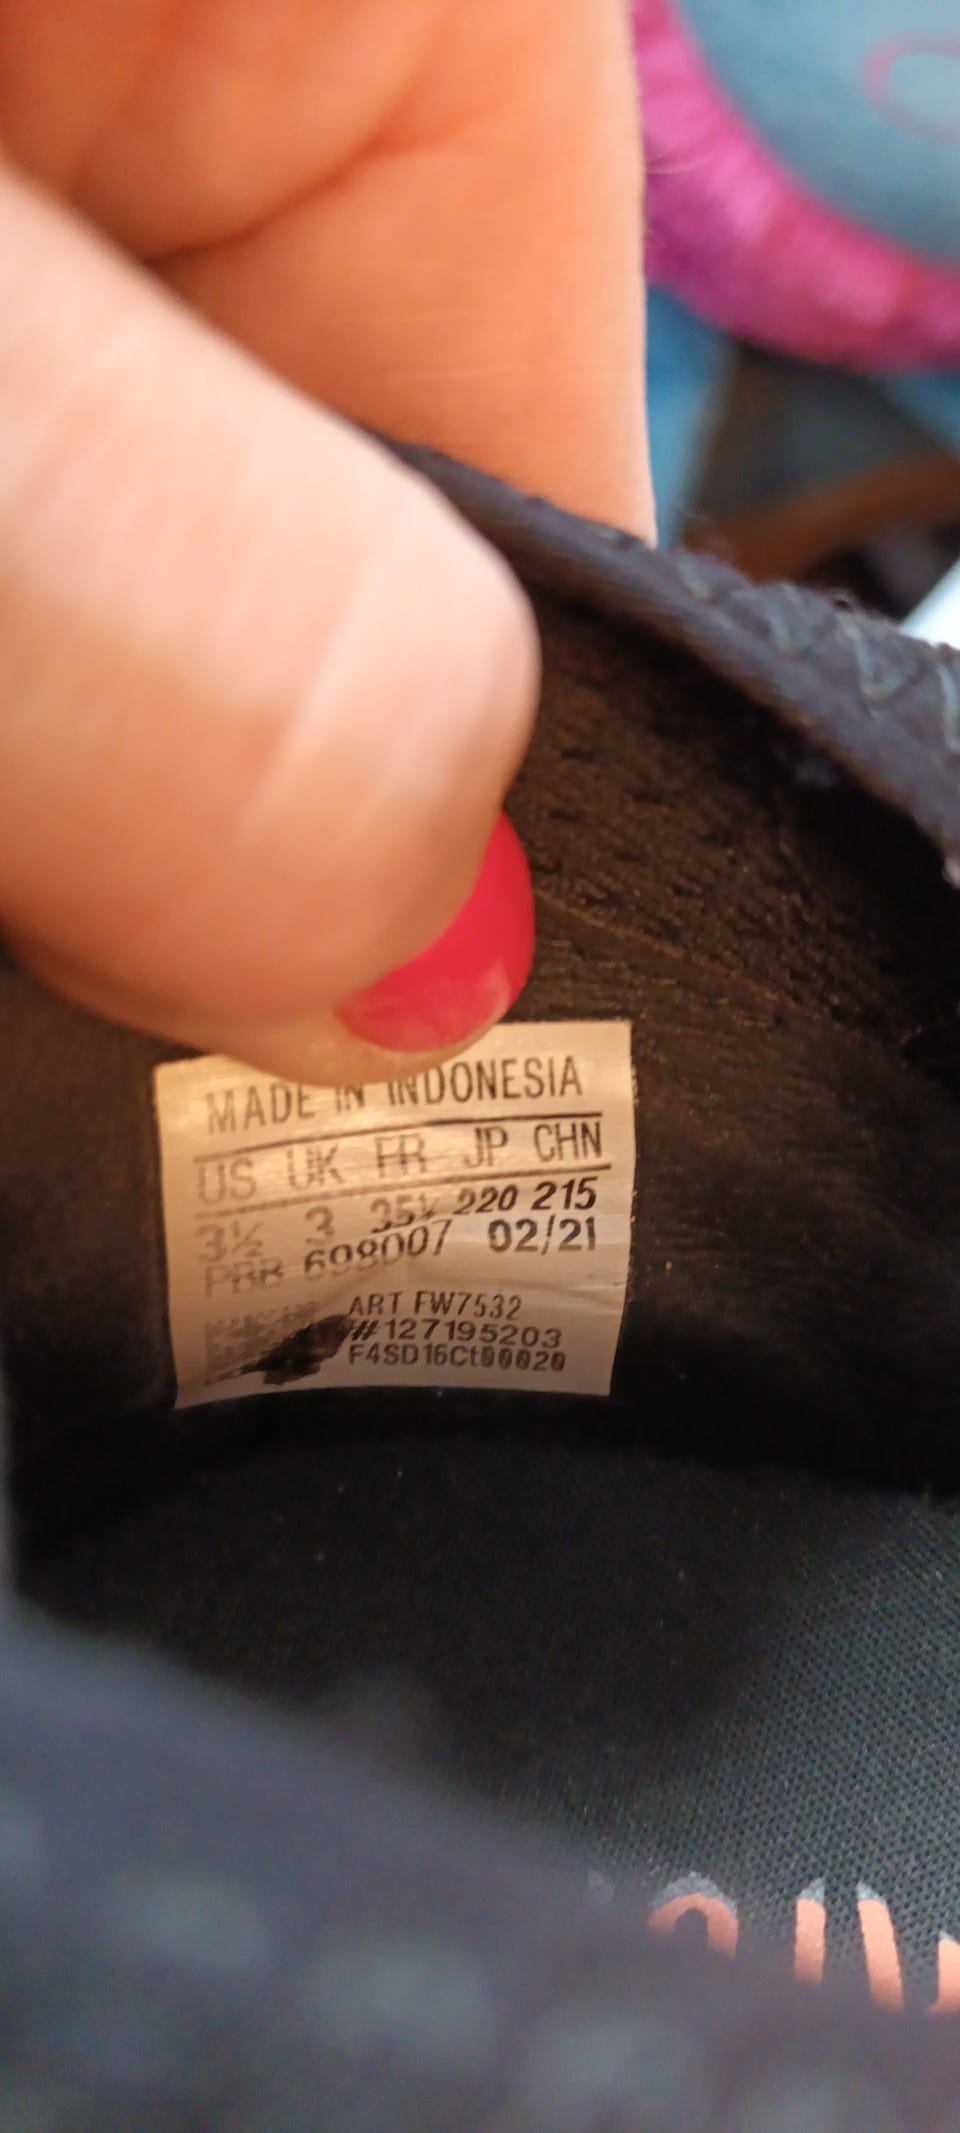 MADE IN INDONESIA
US UK FR JP CHN
3½ 3 35½ 220 215
PBB 698007 02/21
ART FW7532
# 127195203
F4SD16Ct00020